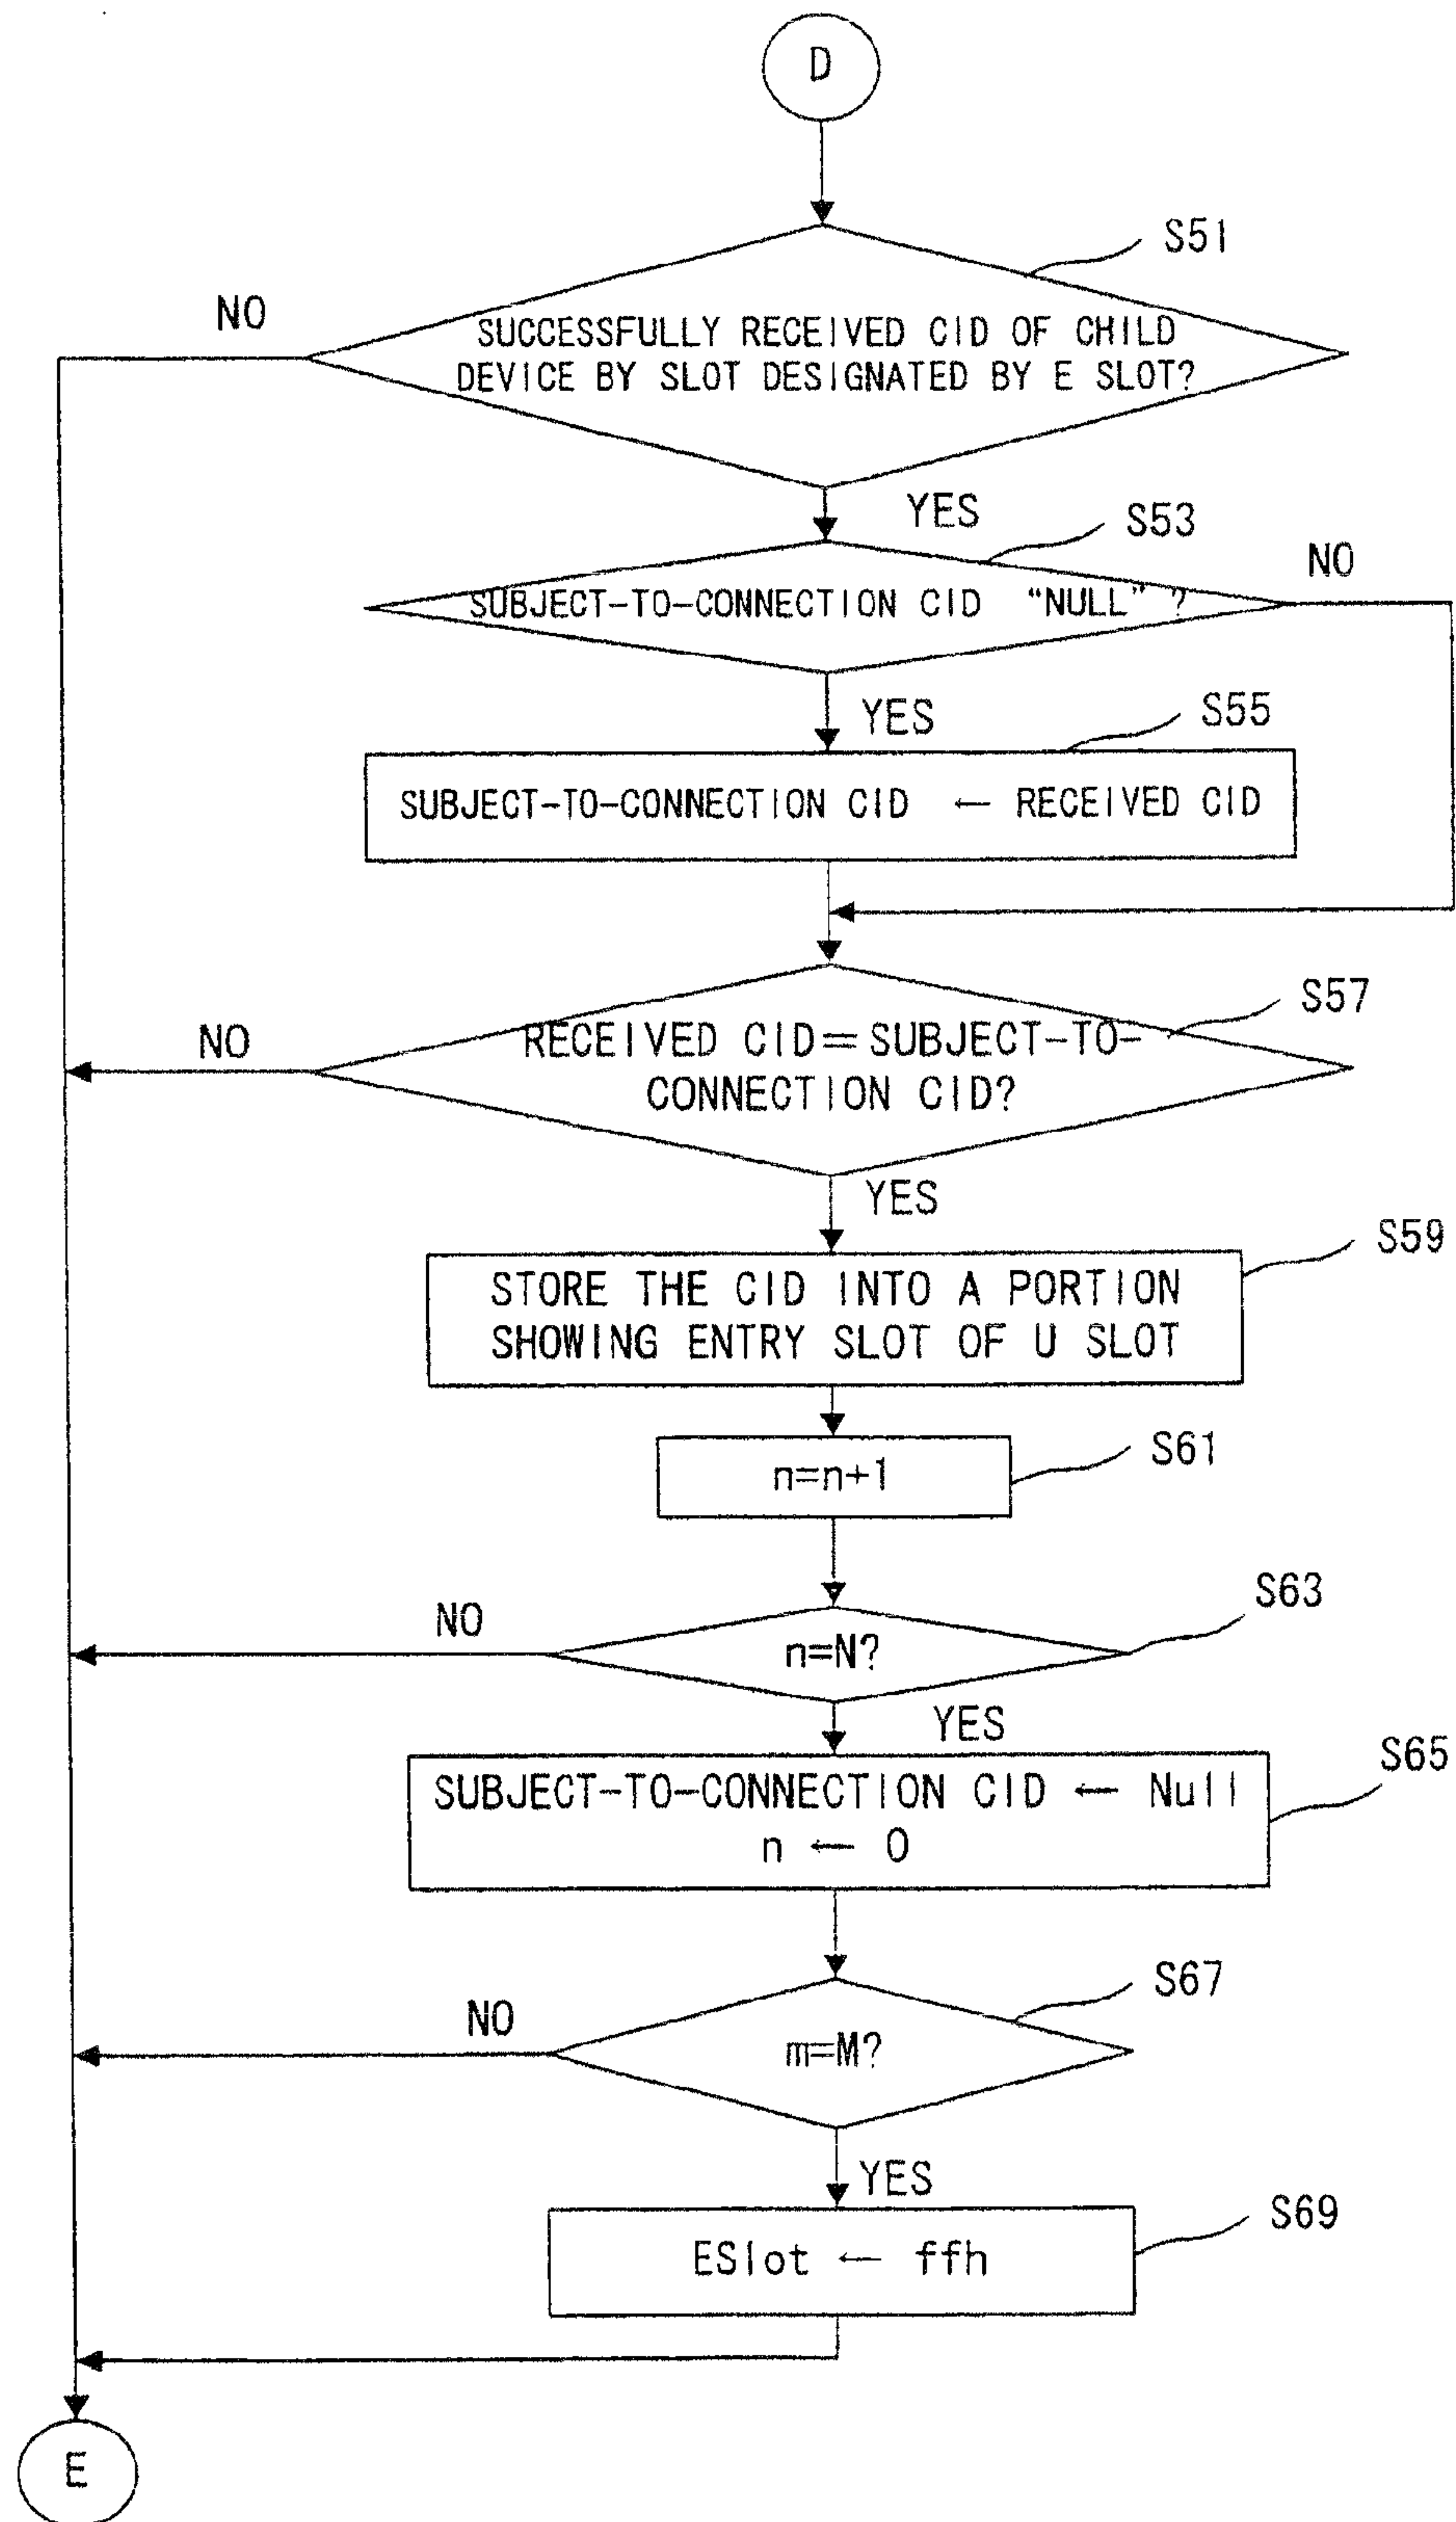 D
S51
NO
SUCCESSFULLY RECEIVED CID OF CHILD
DEVICE BY SLOT DESIGNATED BY E SLOT?
YES
S53
NO
SUBJECT-TO-CONNECTION CID "NULL" ?
YES
S55
SUBJECT-TO-CONNECTION CID ← RECEIVED CID
S57
NO
RECEIVED CID=SUBJECT-TO-
CONNECTION CID?
YES
S59
STORE THE CID INTO A PORTION
SHOWING ENTRY SLOT OF U SLOT
S61
n=n+1
S63
NO
n=N?
YES
S65
SUBJECT-TO-CONNECTION CID ← Null
n ← 0
S67
NO
m=M?
YES
S69
ESlot ← ffh
E